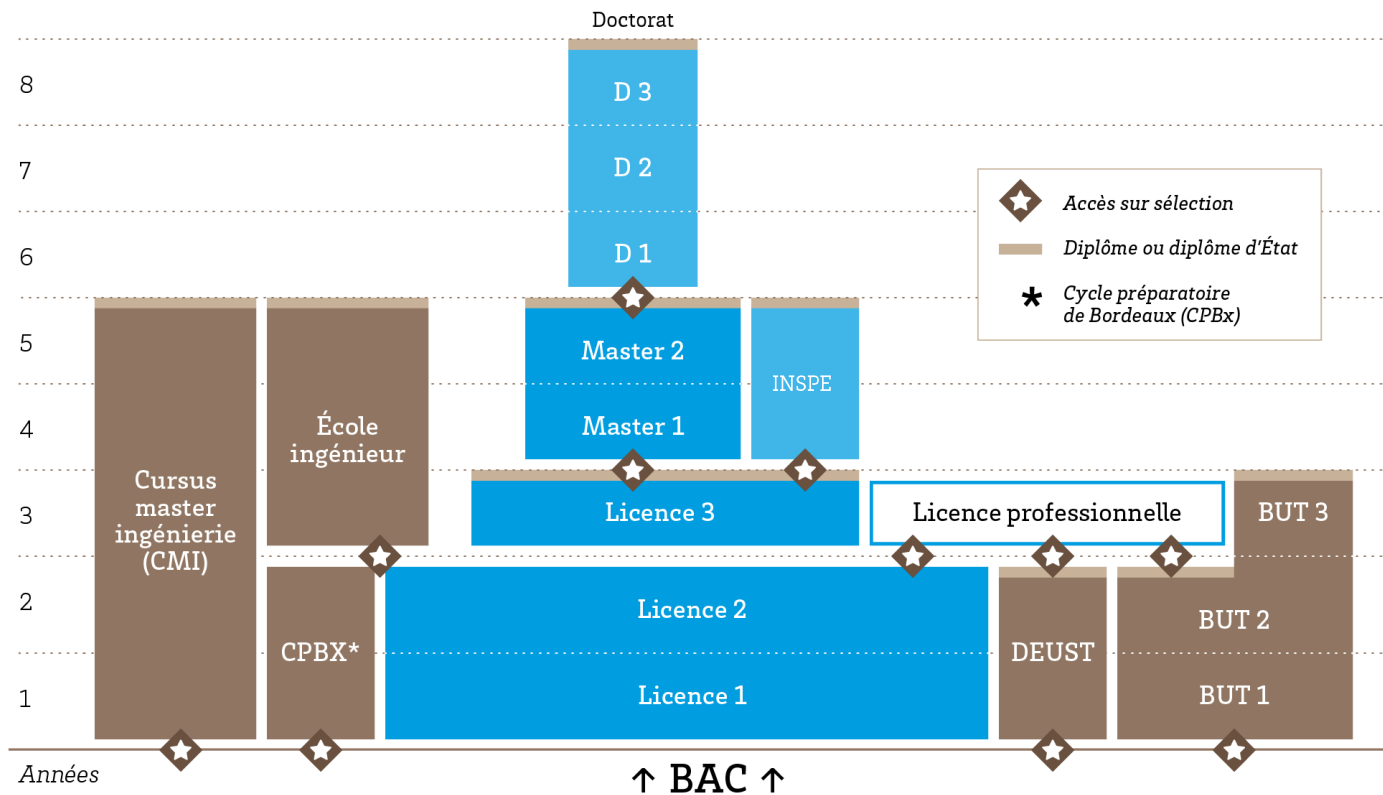 Doctorat
8
D 3
7
D 2
6
D 1
Accès sur sélection
Diplôme ou diplôme d'État
* Cycle préparatoire
de Bordeaux (CPBx)
5
Master 2
INSPE
4
Master 1
École
ingénieur
Cursus
master
ingénierie
(CMI)
3
Licence 3
Licence professionnelle
BUT 3
2
Licence 2
BUT 2
CPBX*
DEUST
1
Licence 1
BUT 1
Années
↑ BAC ↑